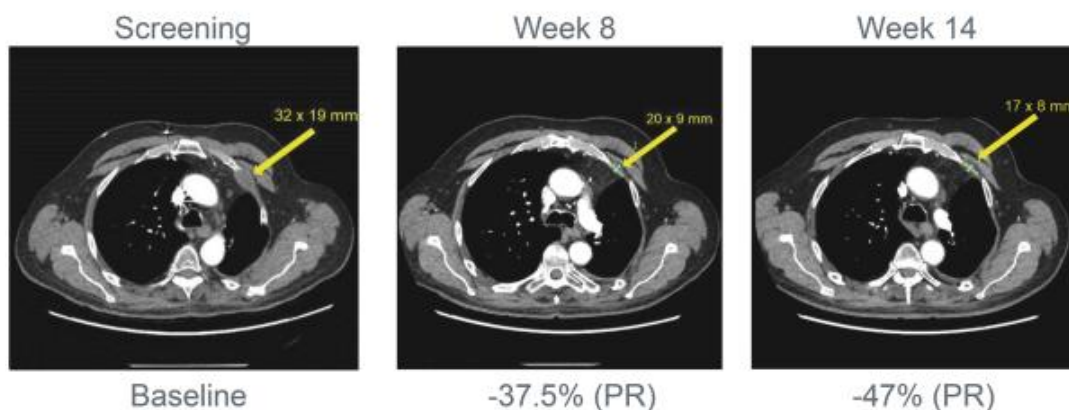 Screening
Week 8
Week 14
32 x 19 mm
20 x 9 mm
17 x 8 mm
Baseline
-37.5% (PR)
-47% (PR)